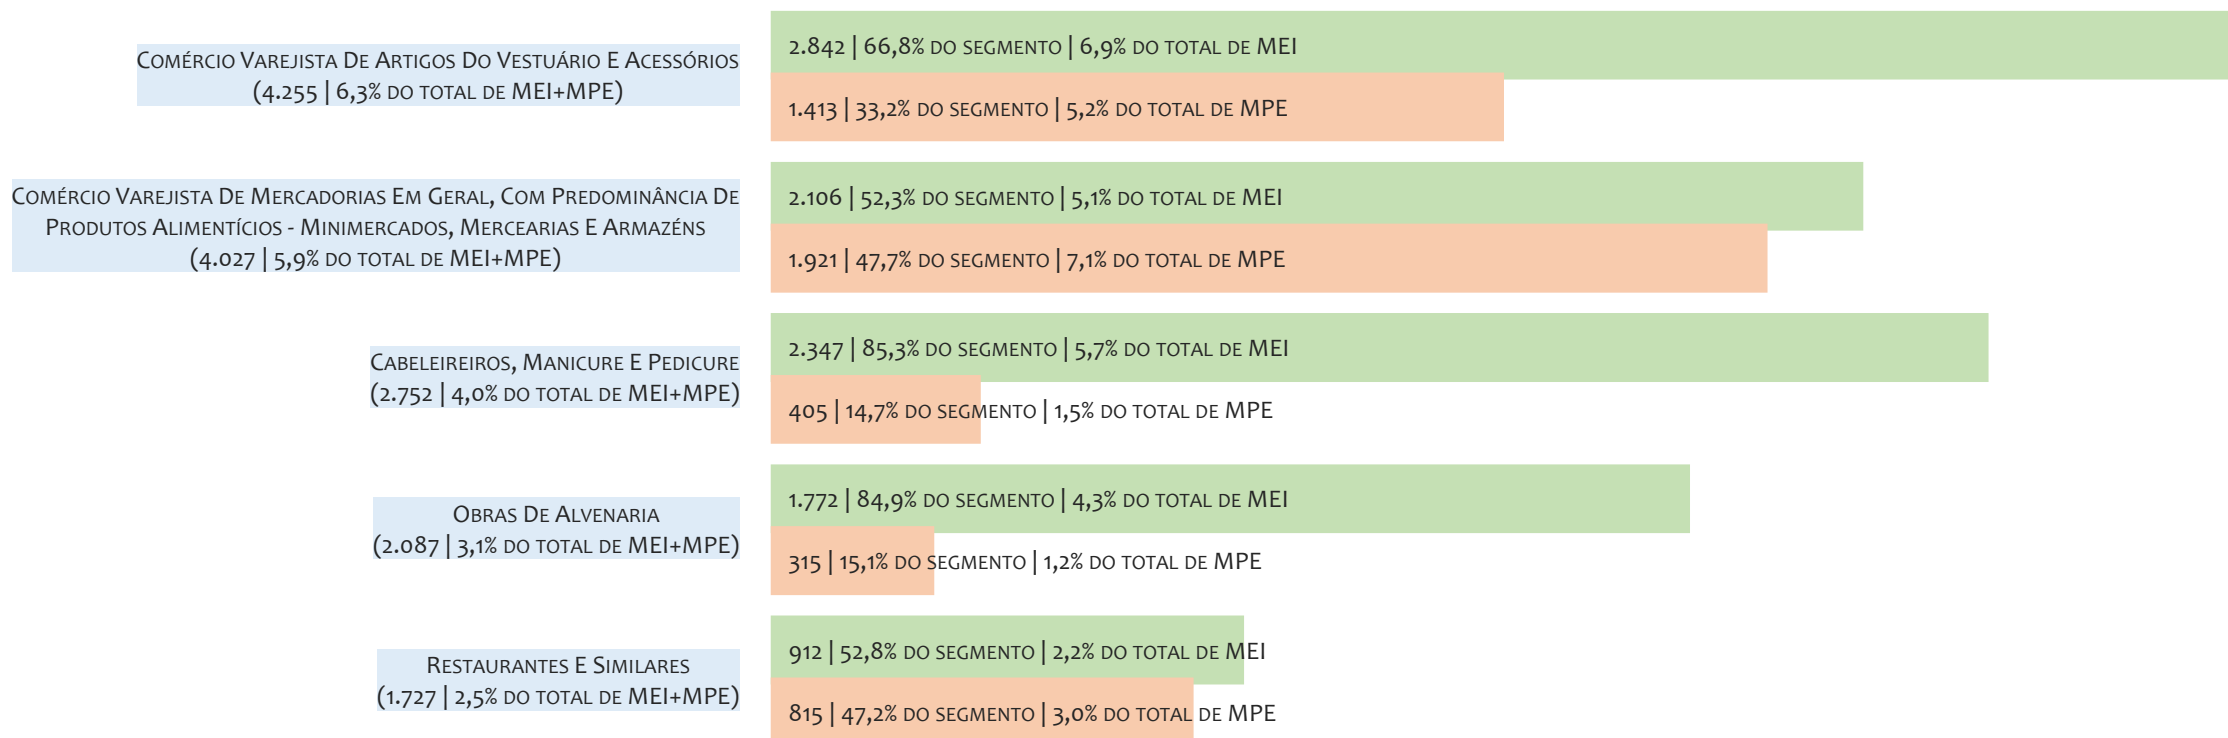 Comércio Varejista De Artigos Do Vestuário E Acessórios
(4.255 | 6,3% do total de MEI+MPE)
2.842 | 66,8% do segmento | 6,9% do total de MEI
1.413 | 33,2% do segmento | 5,2% do total de MPE
Comércio Varejista De Mercadorias Em Geral, Com Predominância De
Produtos Alimentícios - Minimercados, Mercearias E Armazéns
(4.027 | 5,9% do total de MEI+MPE)
2.106 | 52,3% do segmento | 5,1% do total de MEI
1.921 | 47,7% do segmento | 7,1% do total de MPE
Cabeleireiros, Manicure E Pedicure
(2.752 | 4,0% do total de MEI+MPE)
2.347 | 85,3% do segmento | 5,7% do total de MEI
405 | 14,7% do segmento | 1,5% do total de MPE
Obras De Alvenaria
(2.087 | 3,1% do total de MEI+MPE)
1.772 | 84,9% do segmento | 4,3% do total de MEI
315 | 15,1% do segmento | 1,2% do total de MPE
Restaurantes E Similares
(1.727 | 2,5% do total de MEI+MPE)
912 | 52,8% do segmento | 2,2% do total de MEI
815 | 47,2% do segmento | 3,0% do total de MPE